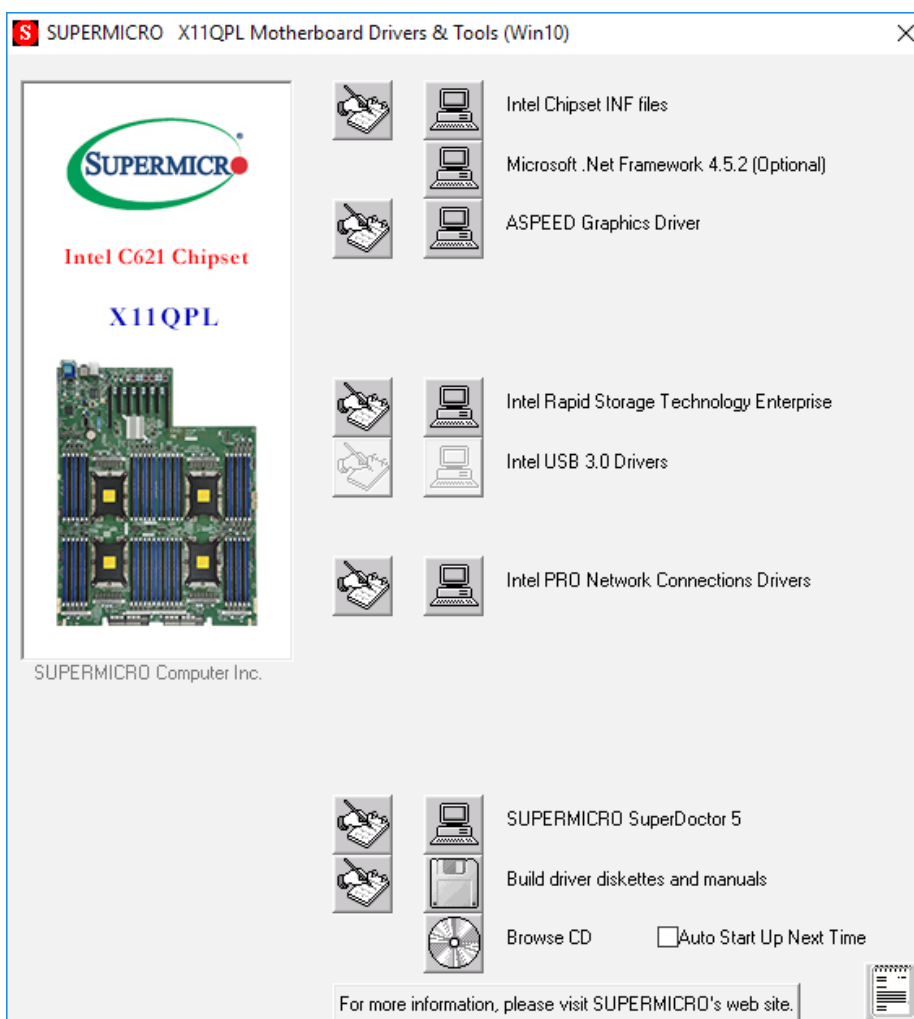 S SUPERMICRO X11QPL Motherboard Drivers & Tools (Win10)
SUPERMICRO
Intel C621 Chipset
X11QPL
SUPERMICRO Computer Inc.
Intel Chipset INF files
Microsoft .Net Framework 4.5.2 (Optional)
ASPEED Graphics Driver
Intel Rapid Storage Technology Enterprise
Intel USB 3.0 Drivers
Intel PRO Network Connections Drivers
SUPERMICRO SuperDoctor 5
Build driver diskettes and manuals
Browse CD Auto Start Up Next Time
For more information, please visit SUPERMICRO's web site.